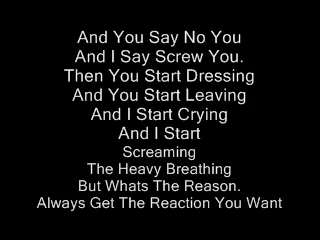 And You Say No You
And I Say Screw You.
Then You Start Dressing
And You Start Leaving
And I Start Crying
And I Start
Screaming
The Heavy Breathing
But Whats The Reason.
Always Get The Reaction You Want